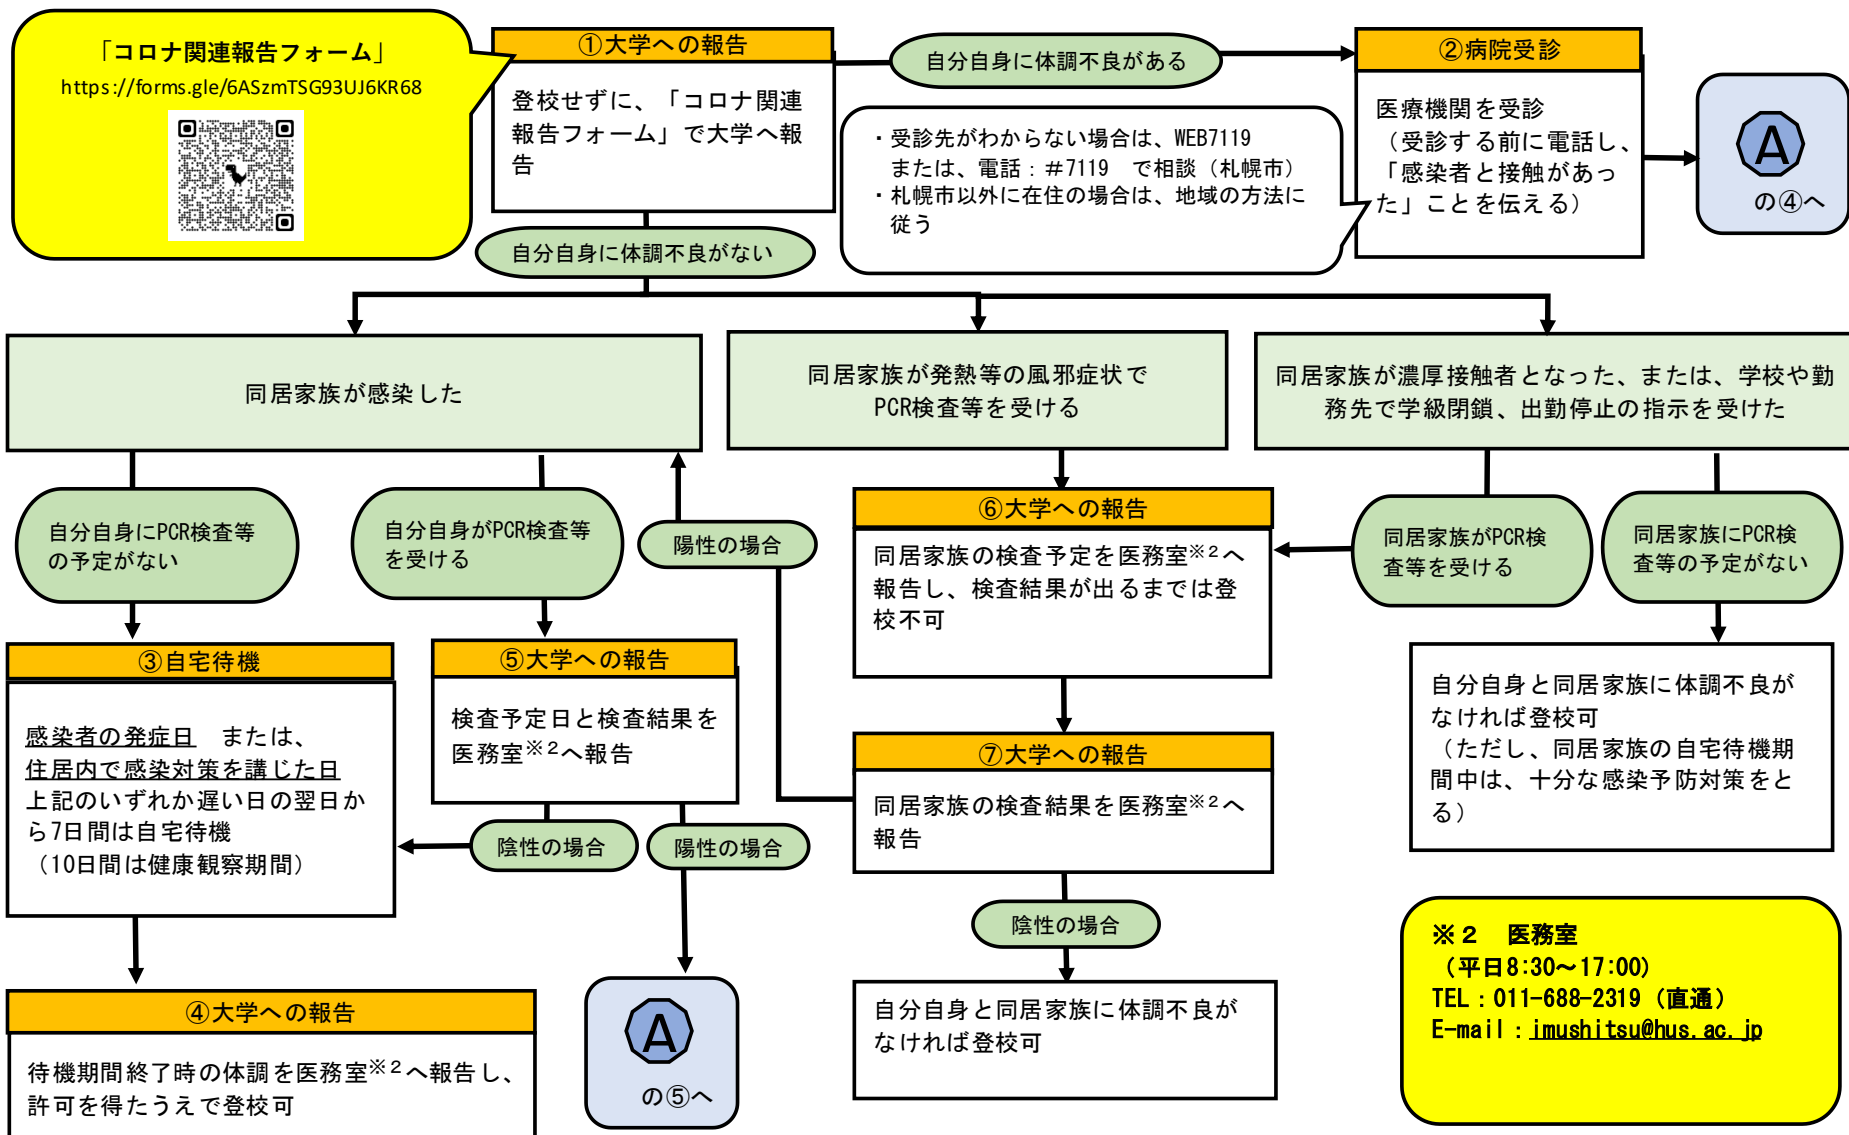 「コロナ関連報告フォーム」
https://forms.gle/6ASzmTSG93UJ6KR68
①大学への報告
登校せずに、「コロナ関連
報告フォーム」で大学へ報
告
自分自身に体調不良がある
②病院受診
医療機関を受診
（受診する前に電話し、
「感染者と接触があっ
た」ことを伝える）
A
の④へ
・受診先がわからない場合は、WEB7119
または、電話：＃7119　で相談（札幌市）
・札幌市以外に在住の場合は、地域の方法に
従う
自分自身に体調不良がない
同居家族が感染した
同居家族が発熱等の風邪症状で
PCR検査等を受ける
同居家族が濃厚接触者となった、または、学校や勤
務先で学級閉鎖、出勤停止の指示を受けた
自分自身にPCR検査等
の予定がない
自分自身がPCR検査等
を受ける
陽性の場合
⑥大学への報告
同居家族の検査予定を医務室※2へ
報告し、検査結果が出るまでは登
校不可
同居家族がPCR検
査等を受ける
同居家族にPCR検
査等の予定がない
③自宅待機
感染者の発症日　または、
住居内で感染対策を講じた日
上記のいずれか遅い日の翌日か
ら7日間は自宅待機
（10日間は健康観察期間）
⑤大学への報告
検査予定日と検査結果を
医務室※2へ報告
陰性の場合
陽性の場合
⑦大学への報告
同居家族の検査結果を医務室※2へ
報告
自分自身と同居家族に体調不良が
なければ登校可
（ただし、同居家族の自宅待機期
間中は、十分な感染予防対策をと
る）
陰性の場合
④大学への報告
待機期間終了時の体調を医務室※2へ報告し、
許可を得たうえで登校可
A
の⑤へ
自分自身と同居家族に体調不良が
なければ登校可
※２　医務室
（平日8:30～17:00）
TEL：011-688-2319（直通）
E-mail：imushitsu@hus.ac.jp